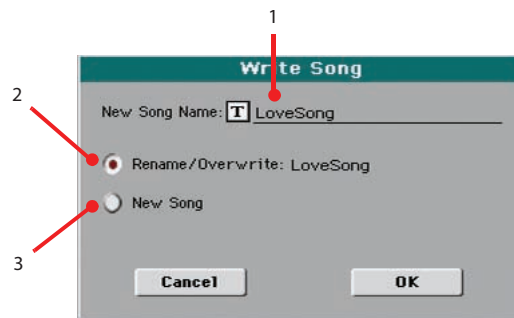 1
Write Song
2
New Song Name: T LoveSong
Rename/Overwrite: LoveSong
New Song
3
Cancel OK